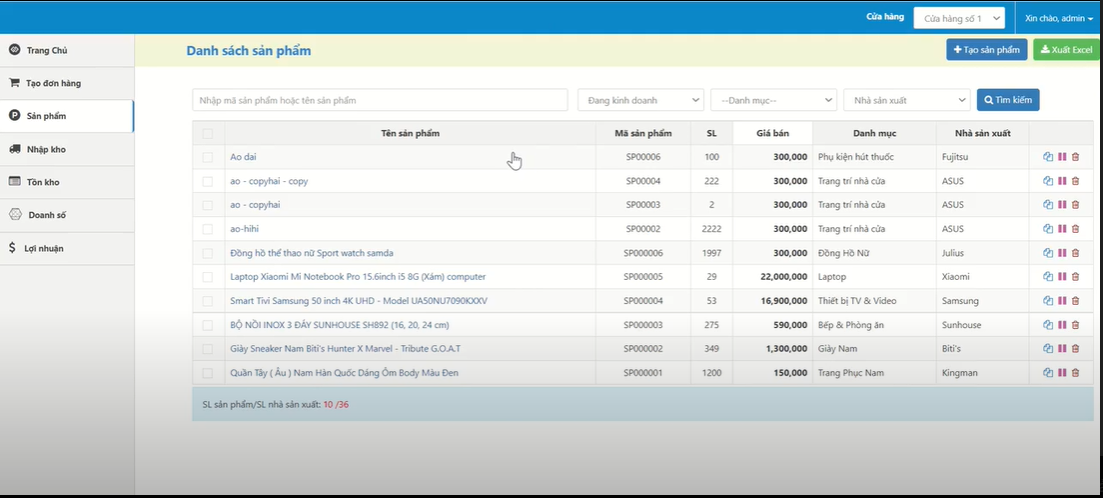 Cửa hàng Cửa hàng số 1 Xin chào, admin
Trang Chủ
Tạo đơn hàng
Sản phẩm
Nhập kho
Tồn kho
Doanh số
Lợi nhuận
Danh sách sản phẩm
Tạo sản phẩm Xuất Excel
Nhập mã sản phẩm hoặc tên sản phẩm Đang kinh doanh --Danh mục-- Nhà sản xuất Tìm kiếm
Tên sản phẩm Mã sản phẩm SL Giá bán Danh mục Nhà sản xuất
Ao dai SP00006 100 300,000 Phụ kiện hút thuốc Fujitsu
ao - copyhai - copy SP00004 222 300,000 Trang trí nhà cửa ASUS
ao - copyhai SP00003 2 300,000 Trang trí nhà cửa ASUS
ao-hihi SP00002 2222 300,000 Trang trí nhà cửa ASUS
Đồng hồ thể thao nữ Sport watch samda SP000006 1997 300,000 Đồng Hồ Nữ Julius
Laptop Xiaomi Mi Notebook Pro 15.6inch i5 8G (Xám) computer SP000005 29 22,000,000 Laptop Xiaomi
Smart Tivi Samsung 50 inch 4K UHD - Model UA50NU7090KXXV SP000004 53 16,900,000 Thiết bị TV & Video Samsung
BỘ NỒI INOX 3 ĐÁY SUNHOUSE SH892 (16, 20, 24 cm) SP000003 275 590,000 Bếp & Phòng ăn Sunhouse
Giày Sneaker Nam Biti's Hunter X Marvel - Tribute G.O.A.T SP000002 349 1,300,000 Giày Nam Biti's
Quần Tây ( Âu ) Nam Hàn Quốc Dáng Ôm Body Màu Đen SP000001 1200 150,000 Trang Phục Nam Kingman
SL sản phẩm/SL nhà sản xuất: 10 /36